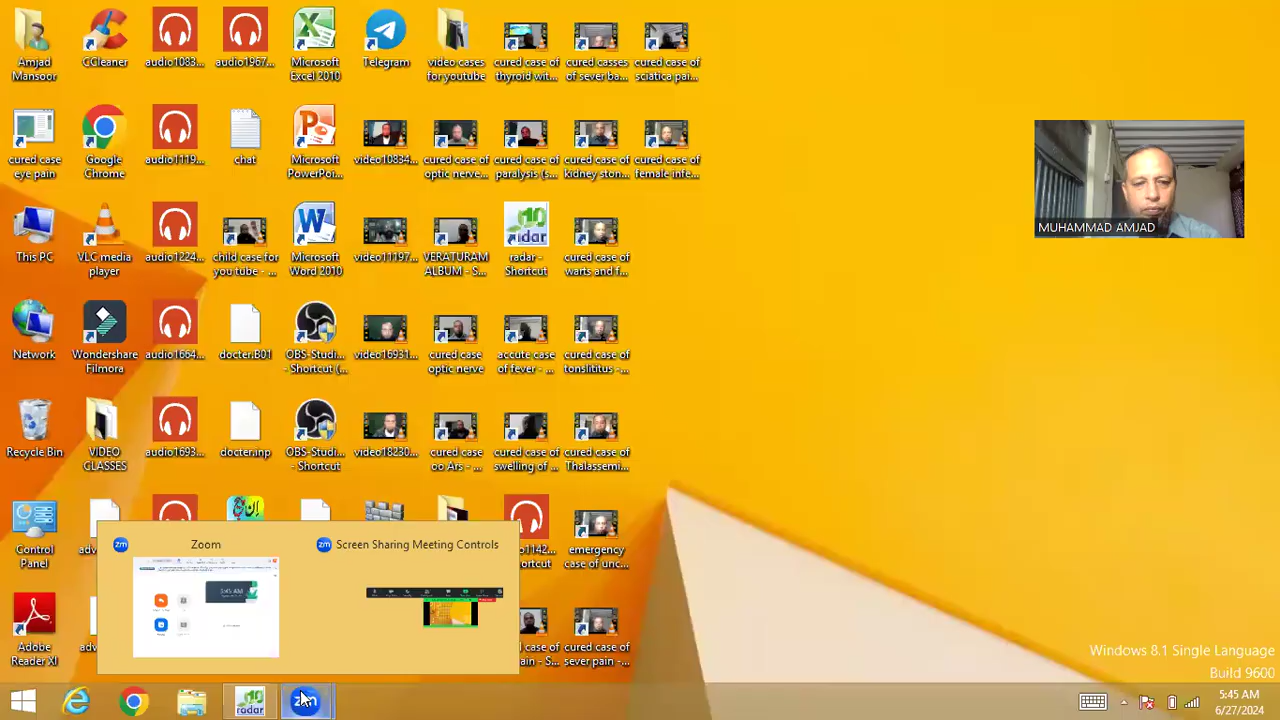 Amjad
Mansoor
CCleaner
audio1083...
audio1967...
Microsoft
Excel 2010
Telegram
video cases
for youtube
cured case of
thyroid wit...
cured casses
of sever ba...
cured case of
sciatica pai...
cured case
eye pain
Google
Chrome
audio1119...
chat
Microsoft
PowerPoi...
video10834...
cured case of
optic nerve...
cured case of
paralysis (s...
cured case of
kidney ston...
cured case of
female infe...
MUHAMMAD AMJAD
This PC
VLC media
player
audio1224...
child case for
you tube - ...
Microsoft
Word 2010
video11197...
VERATURAM
ALBUM - S...
radar -
Shortcut
cured case of
warts and f...
Network
Wondershare
Filmora
audio1664...
docter.B01
OBS-Studi...
- Shortcut (...
video16931...
cured case
optic nerve
accute case
of fever - ...
cured case of
tonslititus -...
Recycle Bin
VIDEO
CLASSES
audio1693...
docter.inp
OBS-Studi...
- Shortcut
video18230...
cured case
oo Ars - ...
cured case of
swelling of ...
cured case of
Thalassemi...
Control
Panel
Zoom
Screen Sharing Meeting Controls
emergency
case of unc...
5:45 AM
Adobe
Reader XI
cured case of
sever pain -...
Windows 8.1 Single Language
Build 9600
radar
zm
5:45 AM
6/27/2024